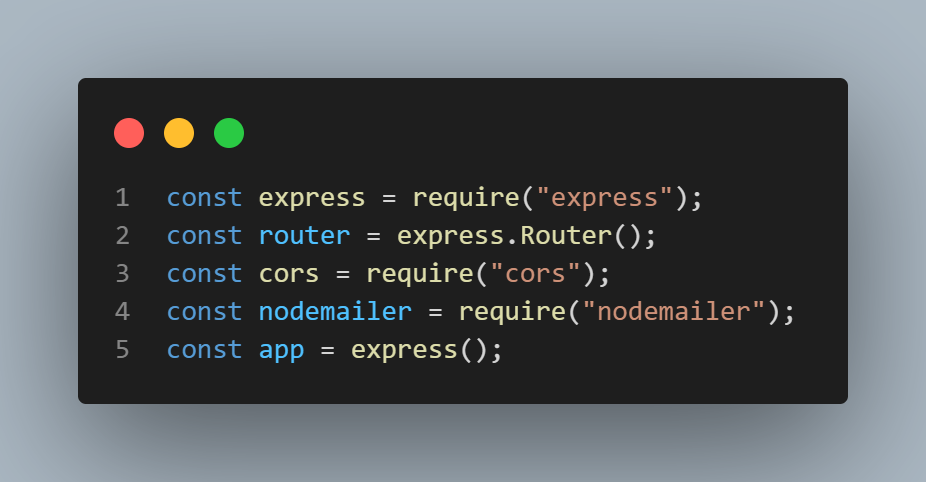 1 const express = require("express");
2 const router = express.Router();
3 const cors = require("cors");
4 const nodemailer = require("nodemailer");
5 const app = express();